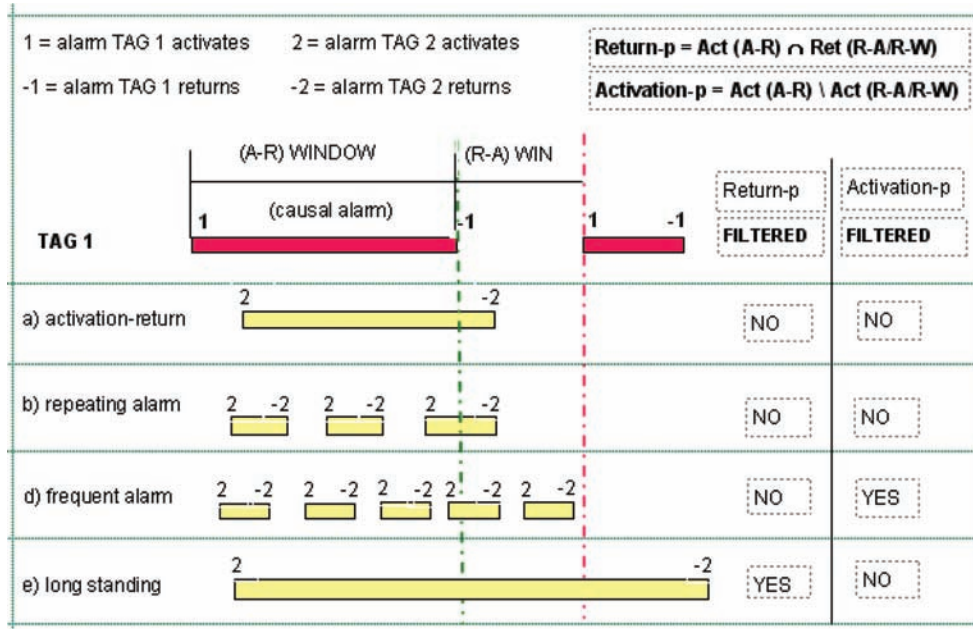 1 = alarm TAG 1 activates 2 = alarm TAG 2 activates Return-p = Act (A-R) ∩ Ret (R-A/R-W)
-1 = alarm TAG 1 returns -2 = alarm TAG 2 returns Activation-p = Act (A-R) \ Act (R-A/R-W)
(A-R) WINDOW (R-A) WIN
Return-p Activation-p
1 (causal alarm) -1 1 -1
TAG 1 FILTERED FILTERED
2 -2
a) activation-return NO NO
b) repeating alarm 2 -2 2 -2 2 -2
NO NO
d) frequent alarm 2 -2 2 -2 2 -2 2 -2 2 -2 NO YES
2 -2
e) long standing YES NO